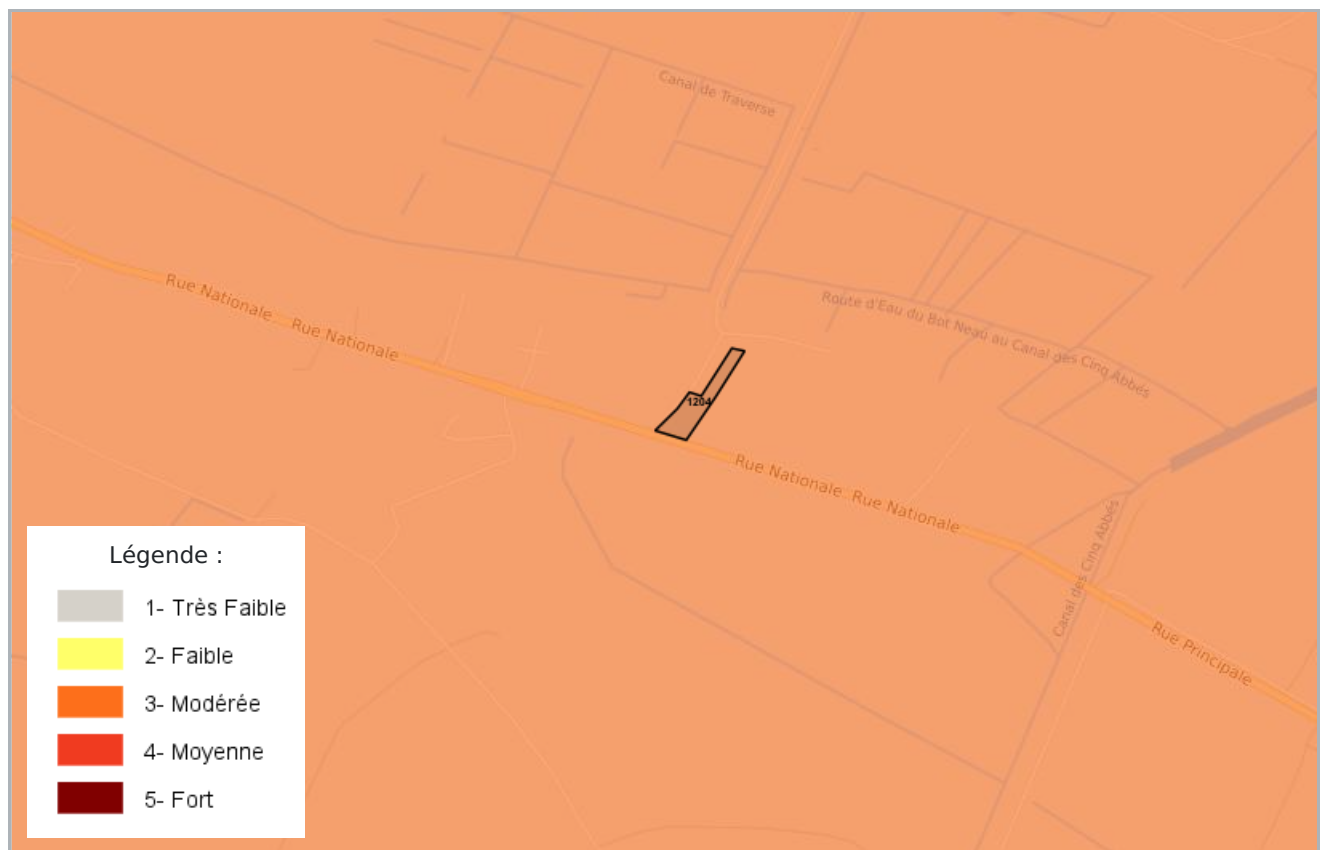 Canal de Traverse
Rue Nationale
Rue Nationale
Route d'Eau du Bot Neau au Canal des Cinq Abbés
1204
Rue Nationale
Rue Nationale
Canal des Cinq Abbés
Rue Principale
Légende :
1- Très Faible
2- Faible
3- Modérée
4- Moyenne
5- Fort